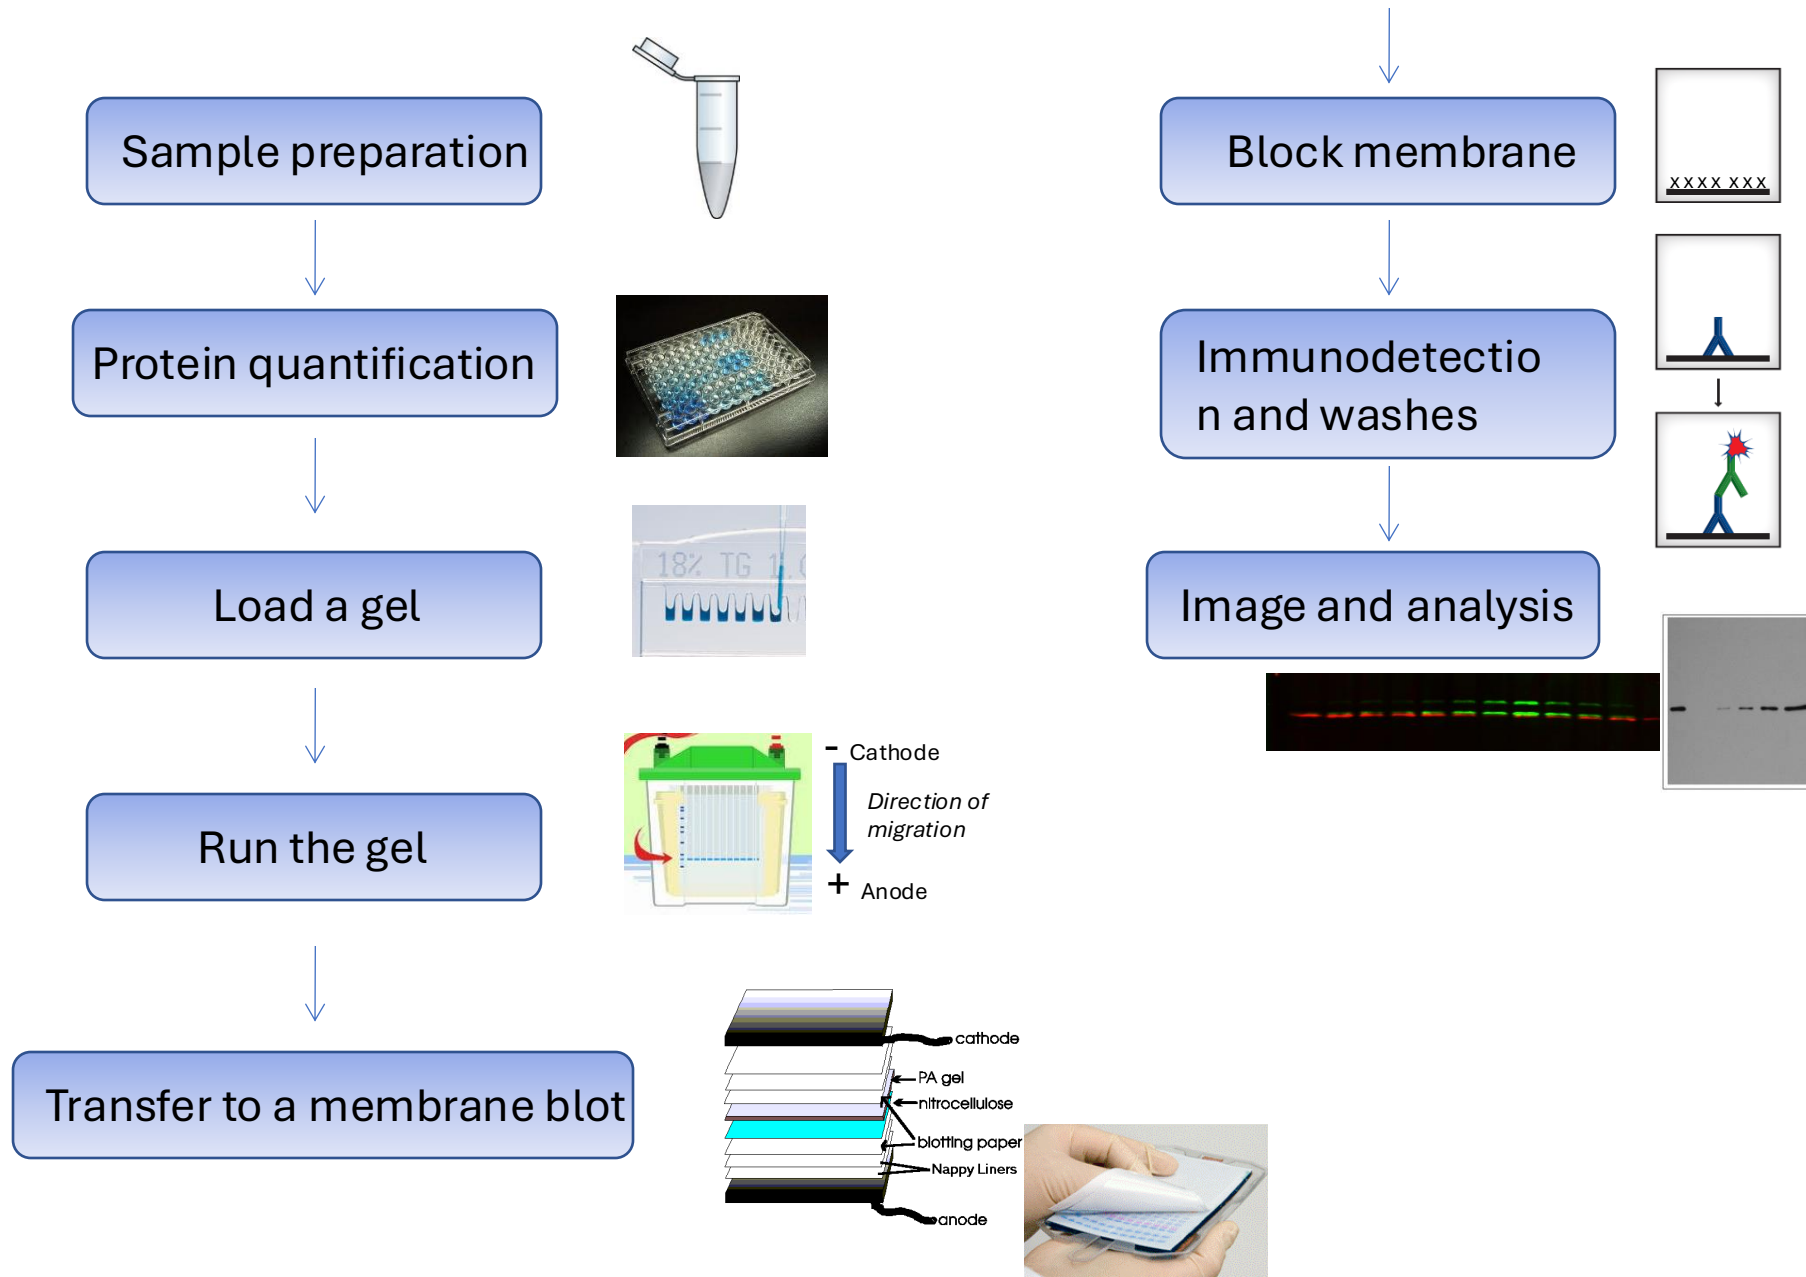 Sample preparation
Protein quantification
Load a gel
18% TG 1.0
Run the gel
- Cathode
Direction of
migration
+ Anode
Transfer to a membrane blot
cathode
PA gel
nitrocellulose
blotting paper
Nappy Liners
anode
Block membrane
xxxx xxx
Immunodetectio
n and washes
Image and analysis